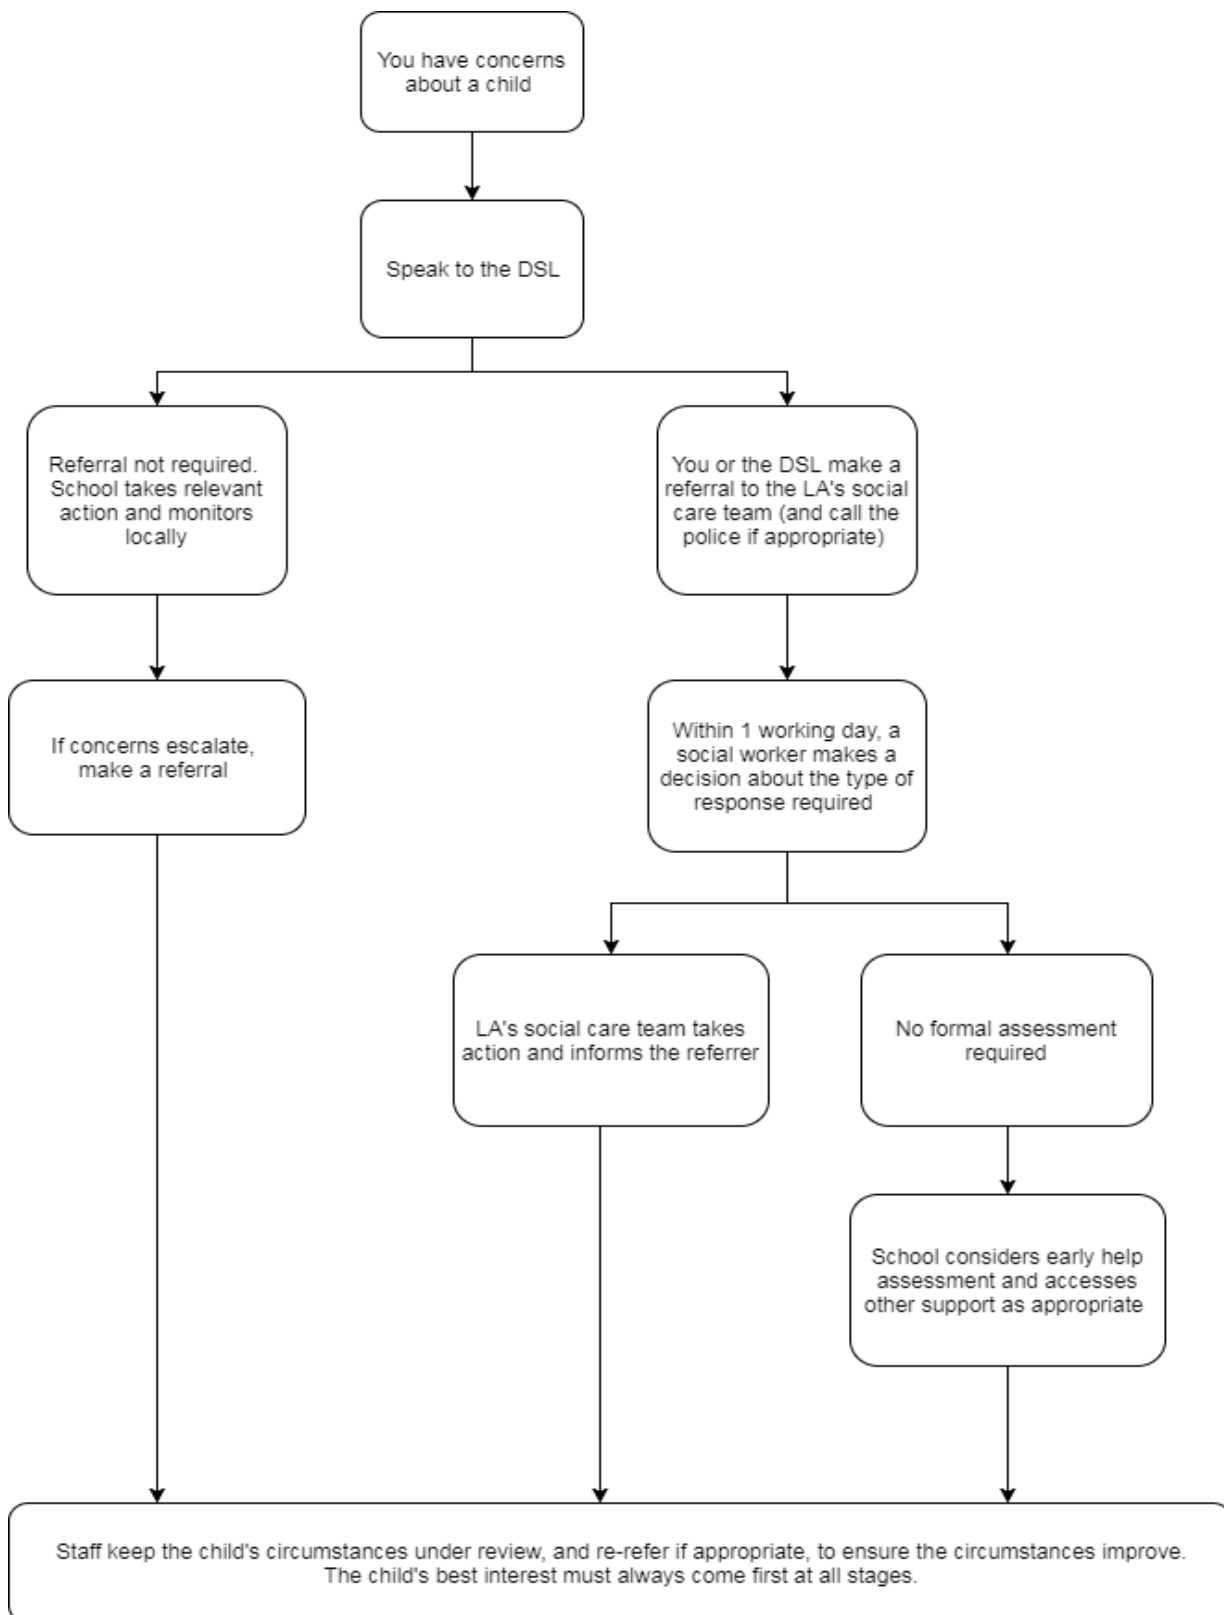 You have concerns
about a child
Speak to the DSL
Referral not required.
School takes relevant
action and monitors
locally
You or the DSL make a
referral to the LA's social
care team (and call the
police if appropriate)
If concerns escalate,
make a referral
Within 1 working day, a
social worker makes a
decision about the type of
response required
LA's social care team takes
action and informs the referrer
No formal assessment
required
School considers early help
assessment and accesses
other support as appropriate
Staff keep the child's circumstances under review, and re-refer if appropriate, to ensure the circumstances improve.
The child's best interest must always come first at all stages.